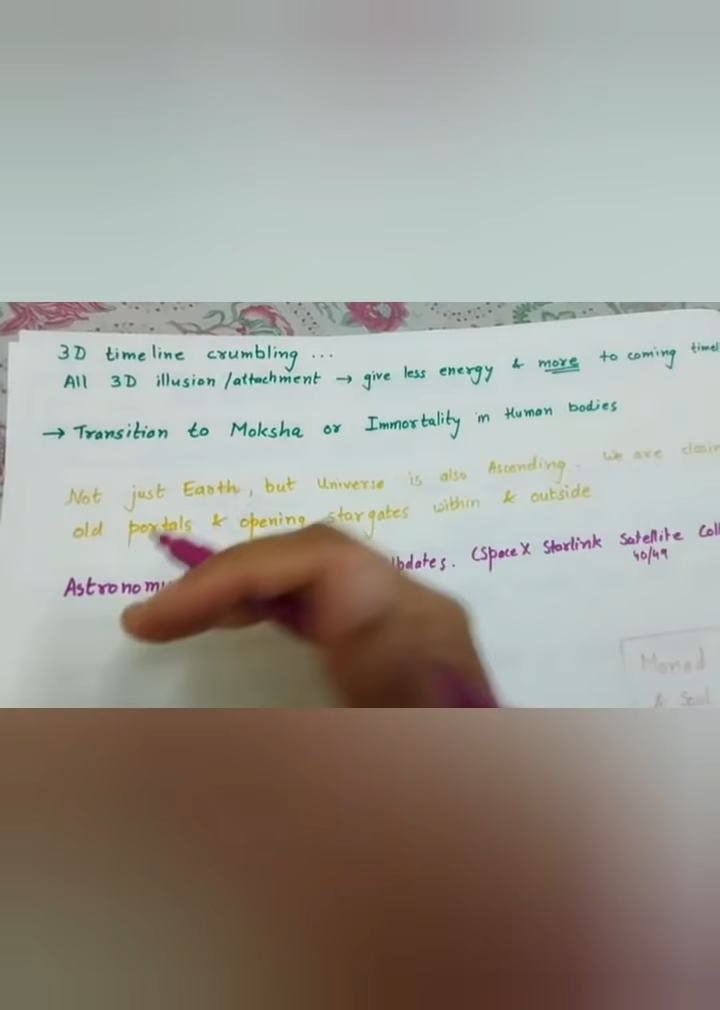 3D timeline crumbling ...
All 3D illusion/attachment → give less energy & more to coming
→ Transition to Moksha or Immortality in Human bodies
Not just Earth, but Universe is also Ascending. We are
old portals & opening stargates within & outside
(SpaceX Starlink Satellite
40/49
Monad
& Soul